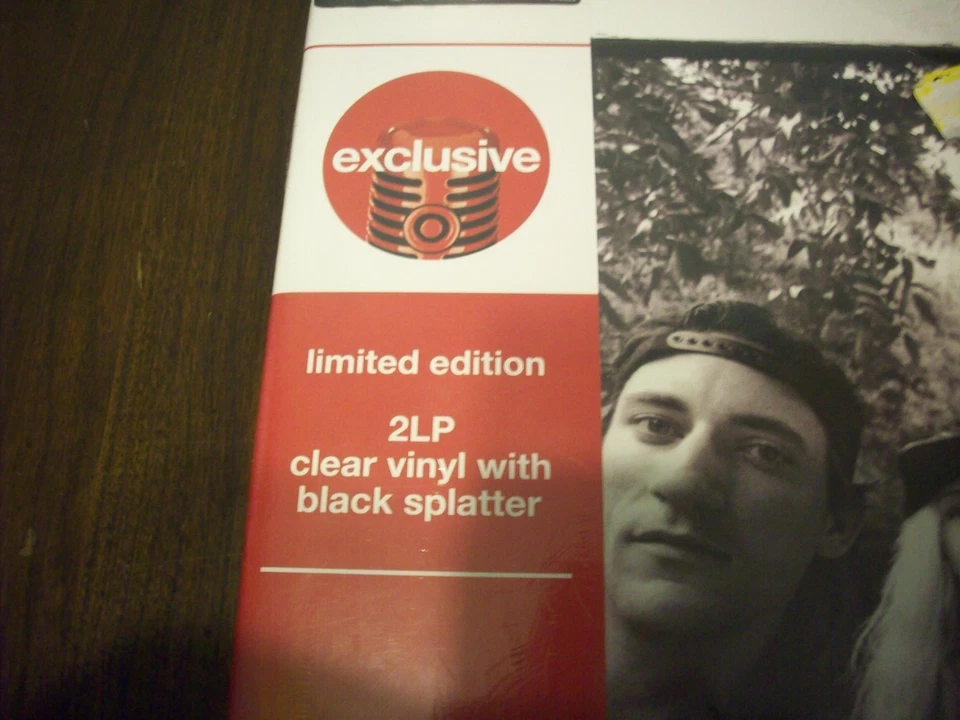 exclusive
limited edition
2LP
clear vinyl with
black splatter